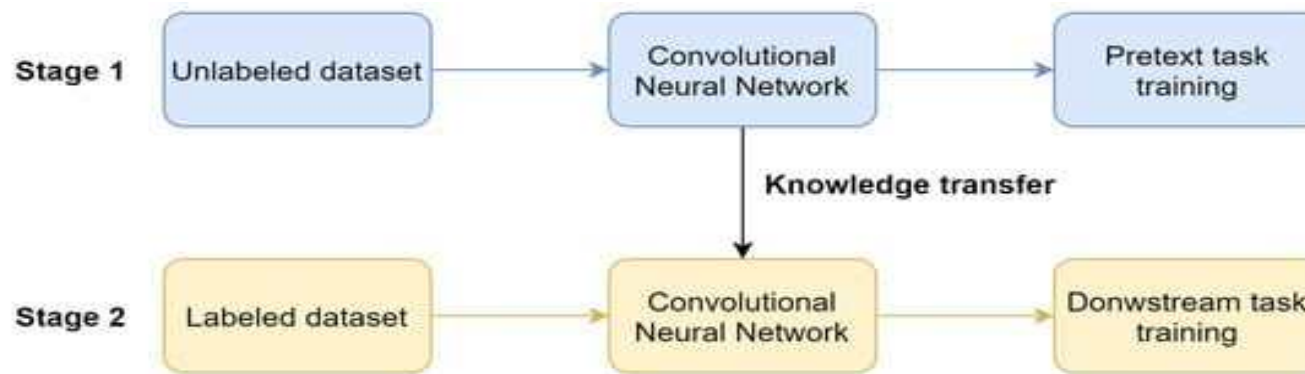 Stage 1
Unlabeled dataset
Convolutional
Neural Network
Pretext task
training
Knowledge transfer
Stage 2
Labeled dataset
Convolutional
Neural Network
Donwstream task
training